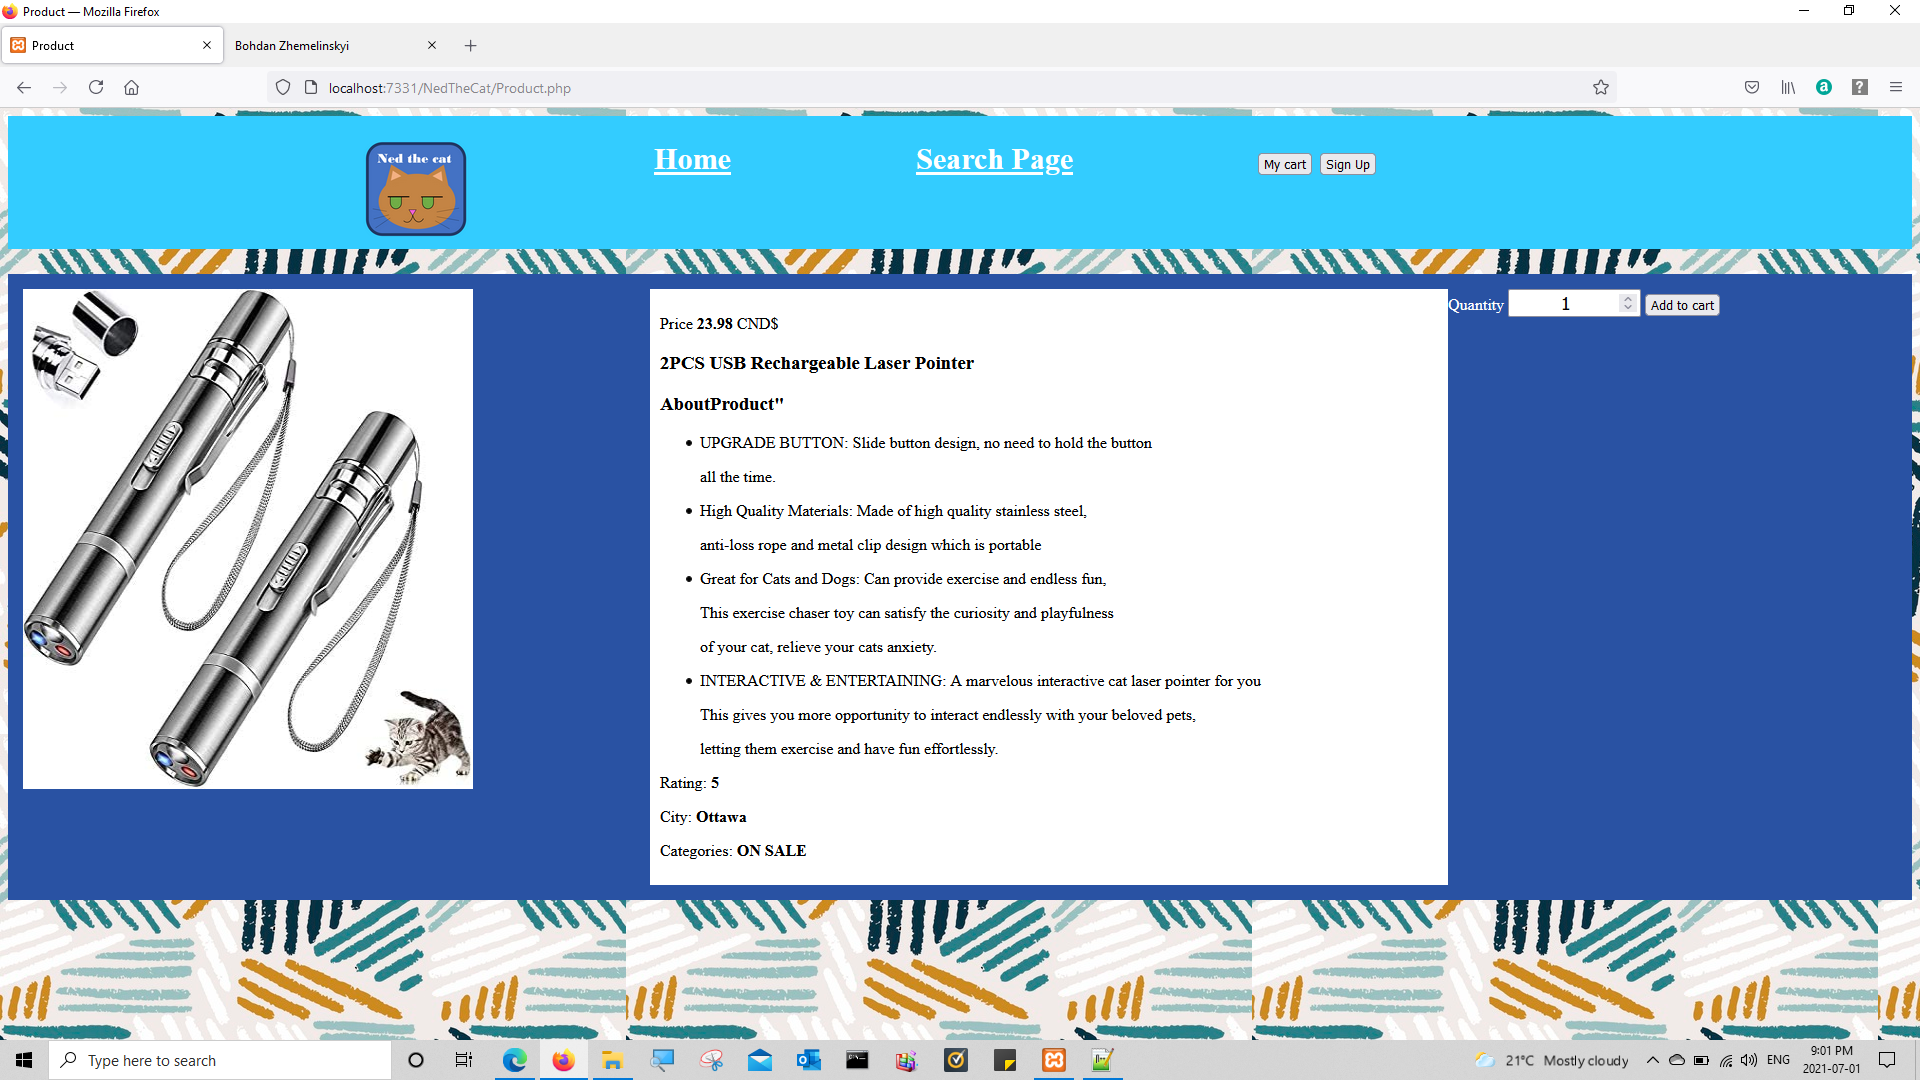 Product — Mozilla Firefox
Product
Bohdan Zhemelinskyi
localhost:7331/NedTheCat/Product.php
Ned the cat
Home
Search Page
My cart
Sign Up
Quantity 1 Add to cart
Price 23.98 CND$
2PCS USB Rechargeable Laser Pointer
AboutProduct"
UPGRADE BUTTON: Slide button design, no need to hold the button
all the time.
High Quality Materials: Made of high quality stainless steel,
anti-loss rope and metal clip design which is portable
Great for Cats and Dogs: Can provide exercise and endless fun,
This exercise chaser toy can satisfy the curiosity and playfulness
of your cat, relieve your cats anxiety.
INTERACTIVE & ENTERTAINING: A marvelous interactive cat laser pointer for you
This gives you more opportunity to interact endlessly with your beloved pets,
letting them exercise and have fun effortlessly.
Rating: 5
City: Ottawa
Categories: ON SALE
Type here to search
21°C Mostly cloudy
ENG
9:01 PM
2021-07-01